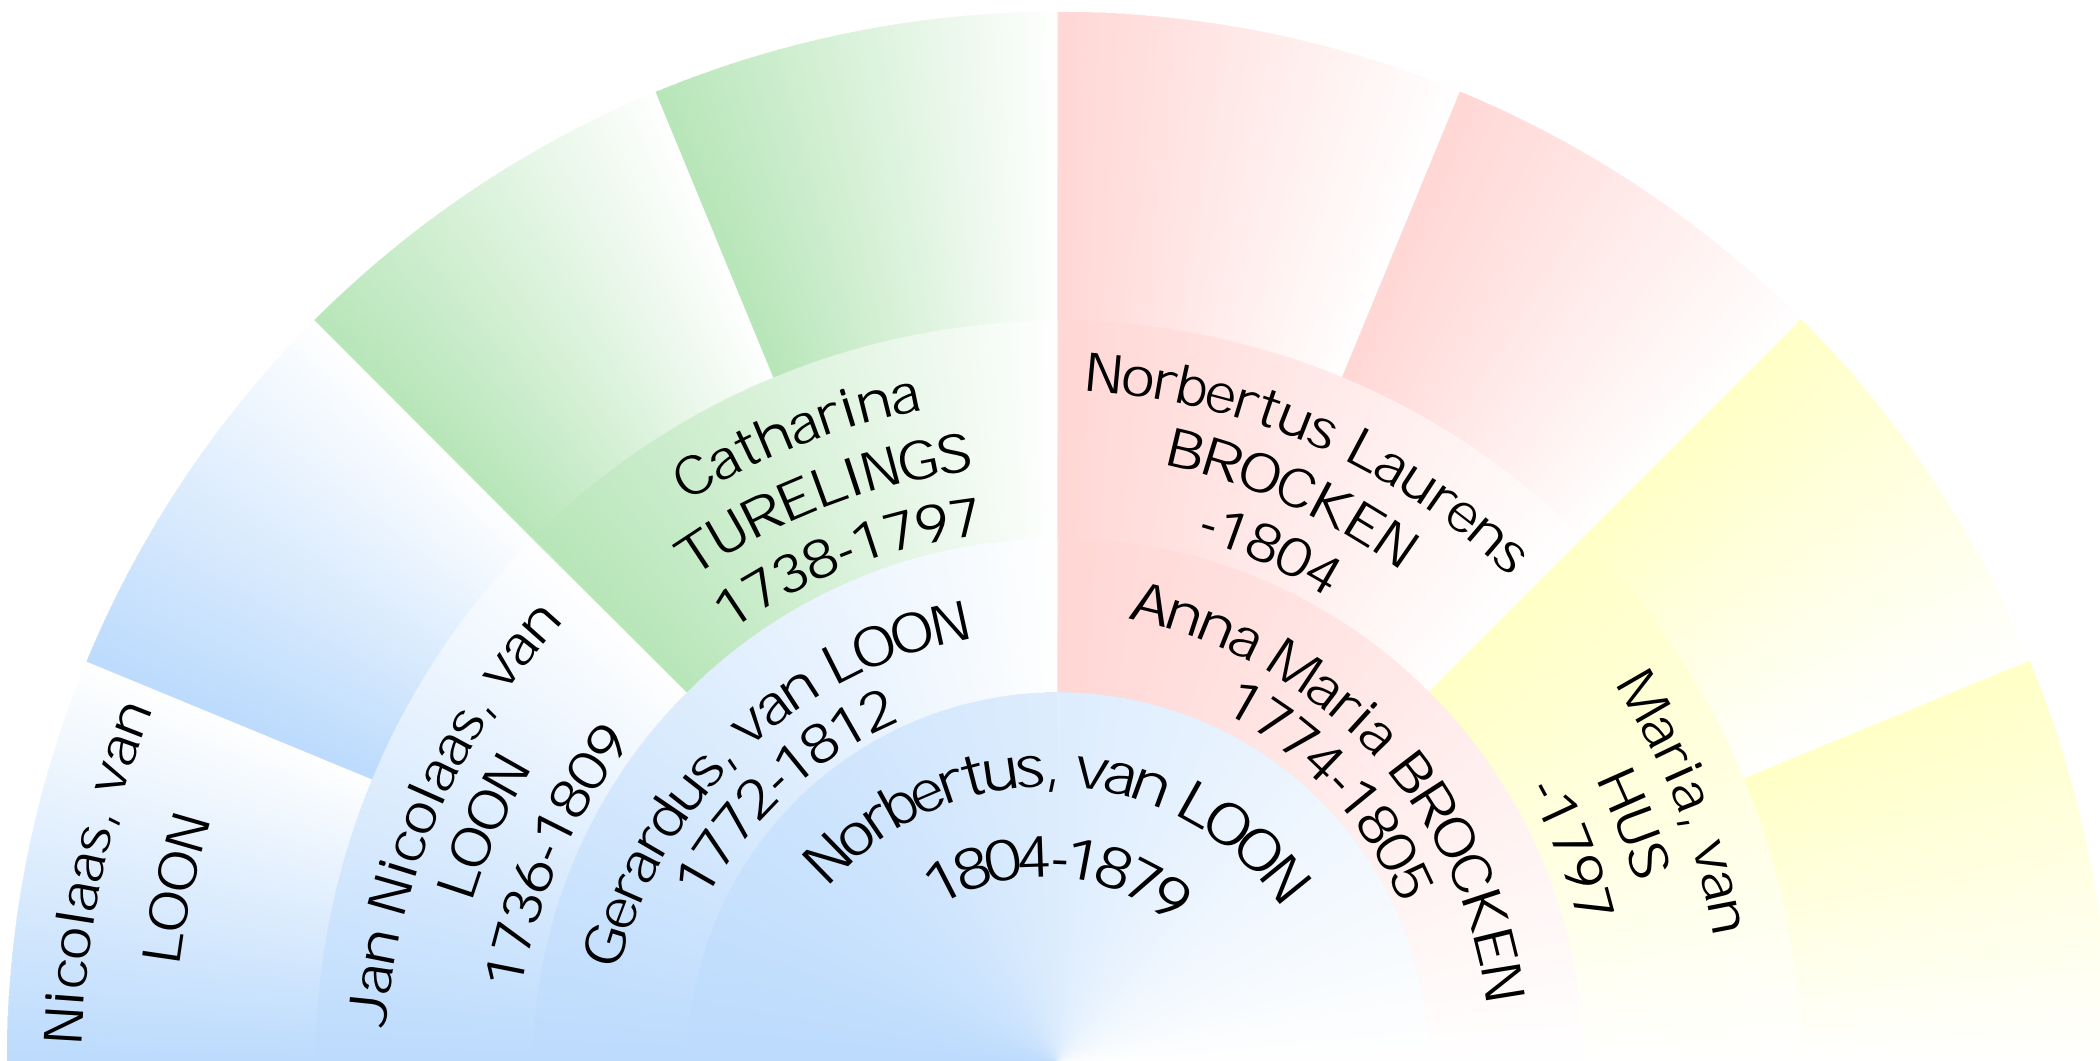 Nicolaas, van
LOON
Jan Nicolaas, van
LOON
1736-1809
Catharina
TURELINGS
1738-1797
Norbertus Laurens
BROCKEN
-1804
Maria, van
HUS
-1797
Gerardus, van LOON
1772-1812
Anna Maria BROCKEN
1774-1805
Norbertus, van LOON
1804-1879